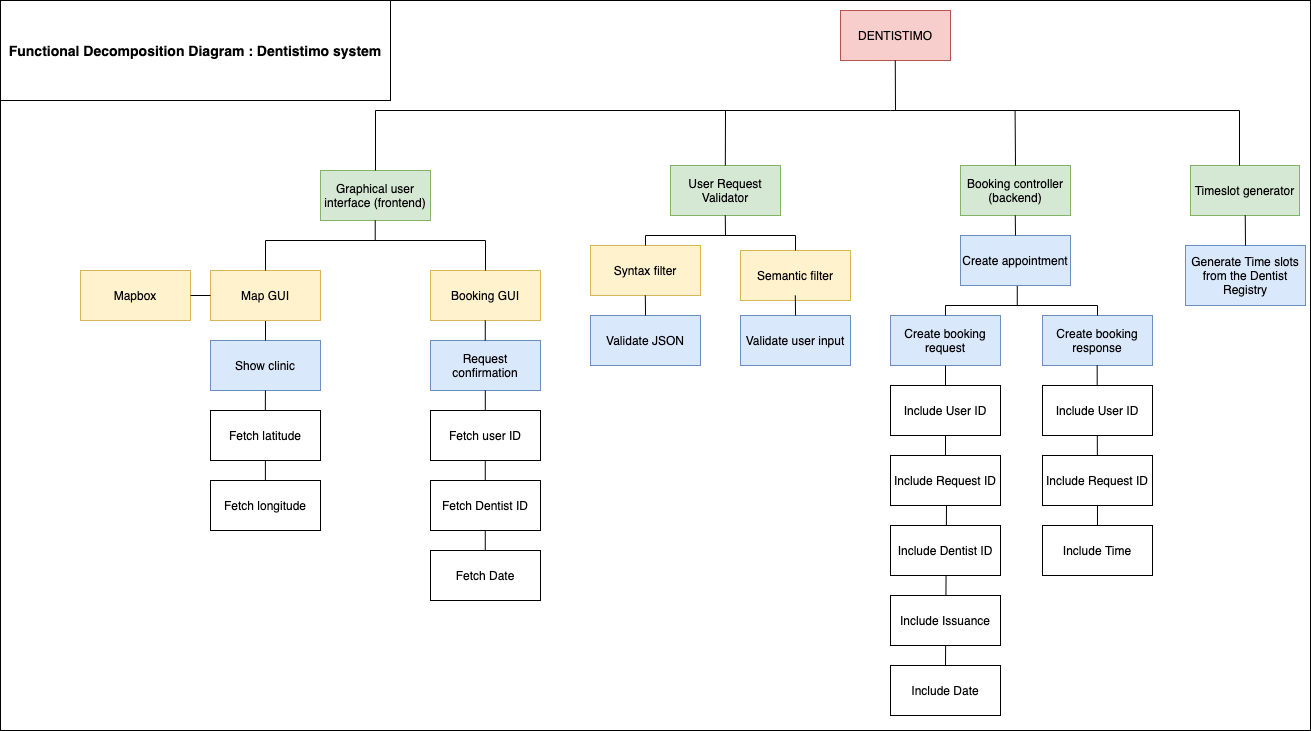 Functional Decomposition Diagram : Dentistimo system
DENTISTIMO
Graphical user
interface (frontend)
User Request
Validator
Booking controller
(backend)
Timeslot generator
Mapbox
Map GUI
Booking GUI
Syntax filter
Semantic filter
Create appointment
Generate Time slots
from the Dentist
Registry
Show clinic
Request
confirmation
Validate JSON
Validate user input
Create booking
request
Create booking
response
Fetch latitude
Fetch user ID
Include User ID
Include User ID
Fetch longitude
Fetch Dentist ID
Include Request ID
Include Request ID
Fetch Date
Include Dentist ID
Include Time
Include Issuance
Include Date